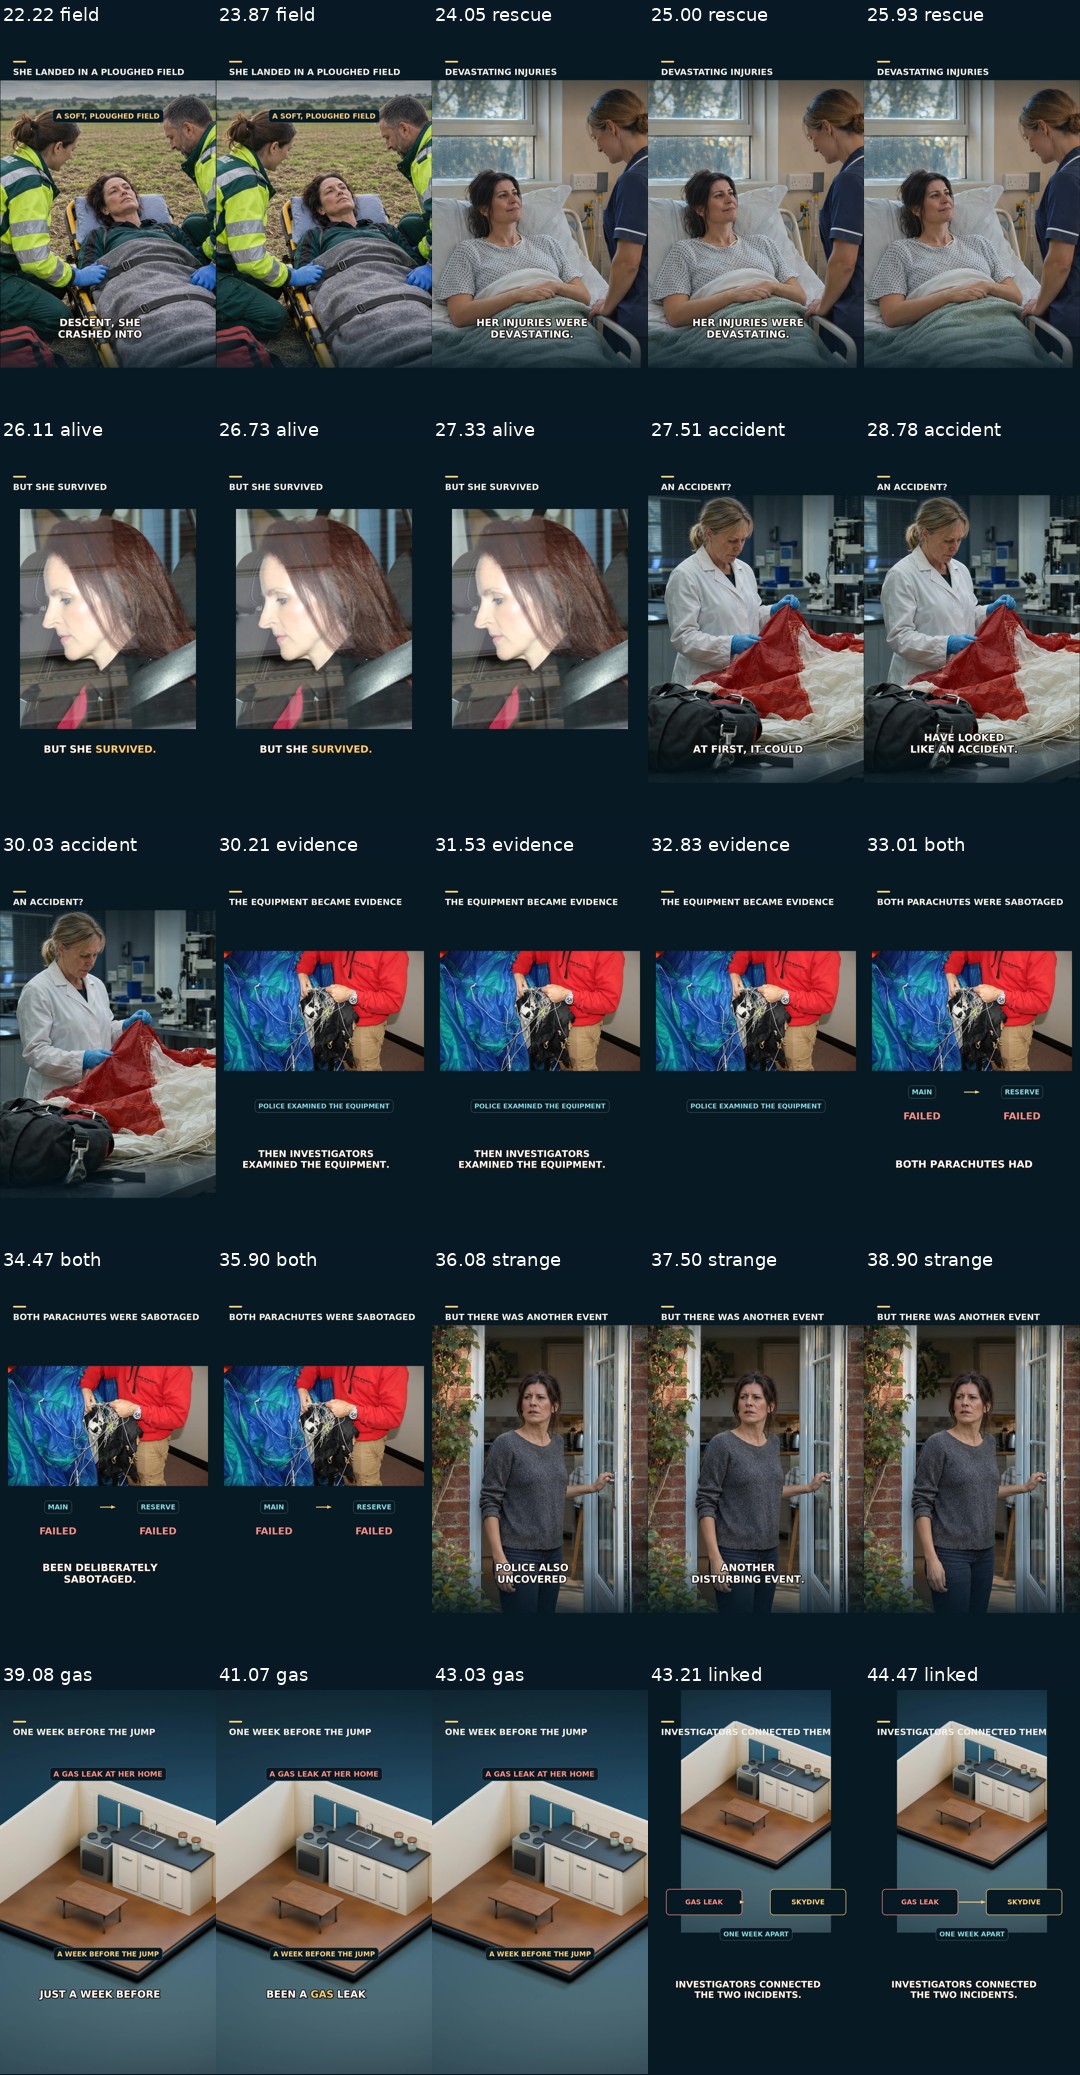 22.22 field
23.87 field
24.05 rescue
25.00 rescue
25.93 rescue
SHE LANDED IN A PLOUGHED FIELD
SHE LANDED IN A PLOUGHED FIELD
DEVASTATING INJURIES
DEVASTATING INJURIES
DEVASTATING INJURIES
A SOFT, PLOUGHED FIELD
A SOFT, PLOUGHED FIELD
DESCENT, SHE
CRASHED INTO
HER INJURIES WERE
DEVASTATING.
HER INJURIES WERE
DEVASTATING.
26.11 alive
26.73 alive
27.33 alive
27.51 accident
28.78 accident
BUT SHE SURVIVED
BUT SHE SURVIVED
BUT SHE SURVIVED
AN ACCIDENT?
AN ACCIDENT?
BUT SHE SURVIVED.
BUT SHE SURVIVED.
AT FIRST, IT COULD
HAVE LOOKED
LIKE AN ACCIDENT.
30.03 accident
30.21 evidence
31.53 evidence
32.83 evidence
33.01 both
AN ACCIDENT?
THE EQUIPMENT BECAME EVIDENCE
THE EQUIPMENT BECAME EVIDENCE
THE EQUIPMENT BECAME EVIDENCE
BOTH PARACHUTES WERE SABOTAGED
POLICE EXAMINED THE EQUIPMENT
POLICE EXAMINED THE EQUIPMENT
POLICE EXAMINED THE EQUIPMENT
MAIN
RESERVE
FAILED
FAILED
THEN INVESTIGATORS
EXAMINED THE EQUIPMENT.
THEN INVESTIGATORS
EXAMINED THE EQUIPMENT.
BOTH PARACHUTES HAD
34.47 both
35.90 both
36.08 strange
37.50 strange
38.90 strange
BOTH PARACHUTES WERE SABOTAGED
BOTH PARACHUTES WERE SABOTAGED
BUT THERE WAS ANOTHER EVENT
BUT THERE WAS ANOTHER EVENT
BUT THERE WAS ANOTHER EVENT
MAIN
RESERVE
MAIN
RESERVE
FAILED
FAILED
FAILED
FAILED
BEEN DELIBERATELY
SABOTAGED.
POLICE ALSO
UNCOVERED
ANOTHER
DISTURBING EVENT.
39.08 gas
41.07 gas
43.03 gas
43.21 linked
44.47 linked
ONE WEEK BEFORE THE JUMP
ONE WEEK BEFORE THE JUMP
ONE WEEK BEFORE THE JUMP
INVESTIGATORS CONNECTED THEM
INVESTIGATORS CONNECTED THEM
A GAS LEAK AT HER HOME
A GAS LEAK AT HER HOME
A GAS LEAK AT HER HOME
GAS LEAK
SKYDIVE
GAS LEAK
SKYDIVE
ONE WEEK APART
ONE WEEK APART
A WEEK BEFORE THE JUMP
A WEEK BEFORE THE JUMP
A WEEK BEFORE THE JUMP
JUST A WEEK BEFORE
BEEN A GAS LEAK
INVESTIGATORS CONNECTED
THE TWO INCIDENTS.
INVESTIGATORS CONNECTED
THE TWO INCIDENTS.